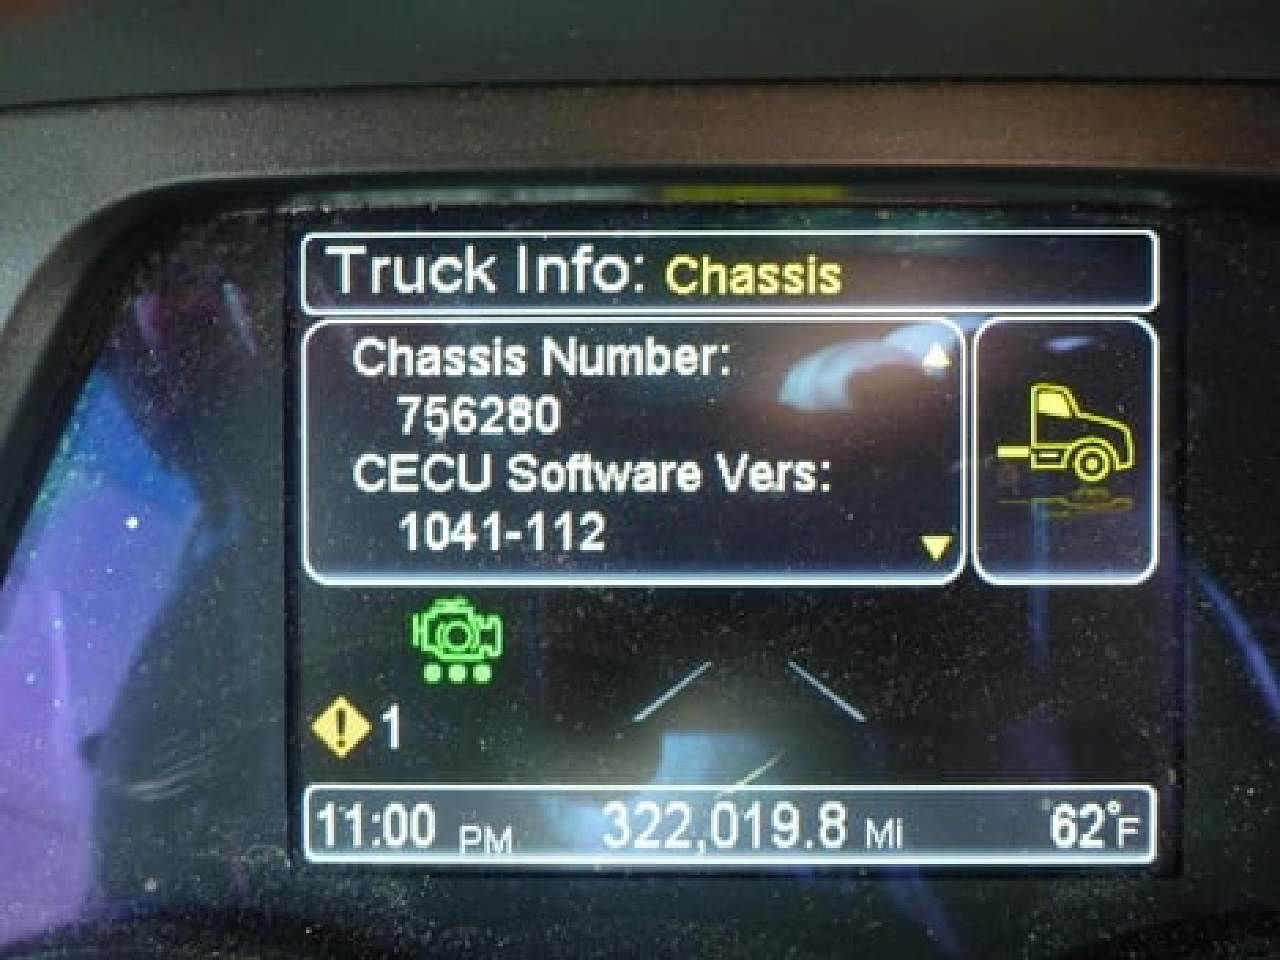 Truck Info: Chassis
Chassis Number:
756280
CECU Software Vers:
1041-112
1
11:00 PM 322,019.8 Mi 62°F